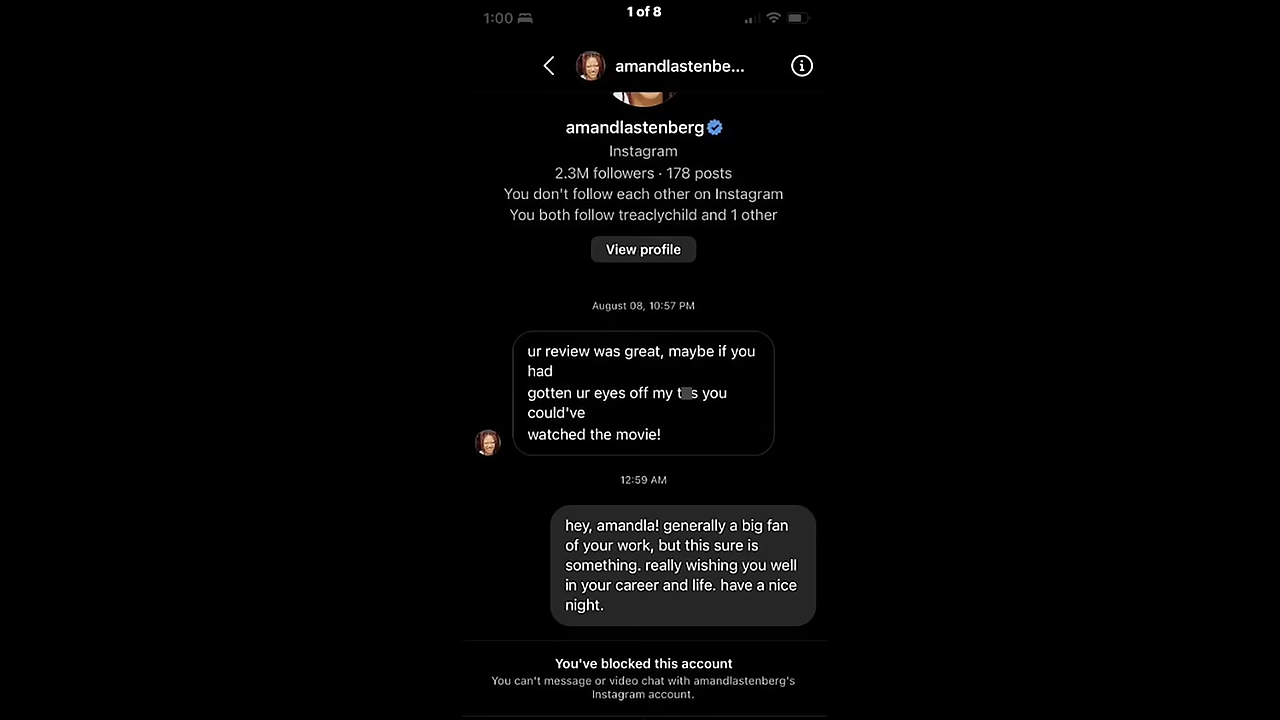 1:00
1 of 8
amandlastenbe...
amandlastenberg
Instagram
2.3M followers · 178 posts
You don't follow each other on Instagram
You both follow treaclychild and 1 other
View profile
August 08, 10:57 PM
ur review was great, maybe if you
had
gotten ur eyes off my t s you
could've
watched the movie!
12:59 AM
hey, amandla! generally a big fan
of your work, but this sure is
something. really wishing you well
in your career and life. have a nice
night.
You've blocked this account
You can't message or video chat with amandlastenberg's
Instagram account.